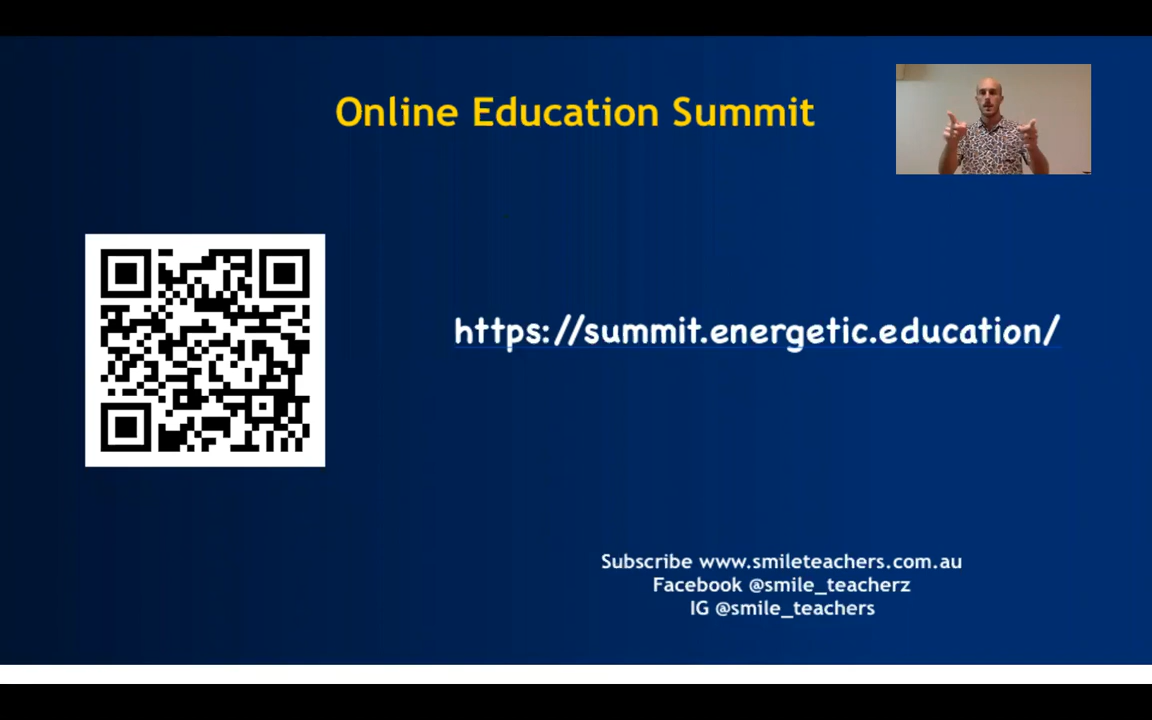 Online Education Summit
https://summit.energetic.education/
Subscribe www.smileteachers.com.au
Facebook @smile_teacherz
IG @smile_teachers